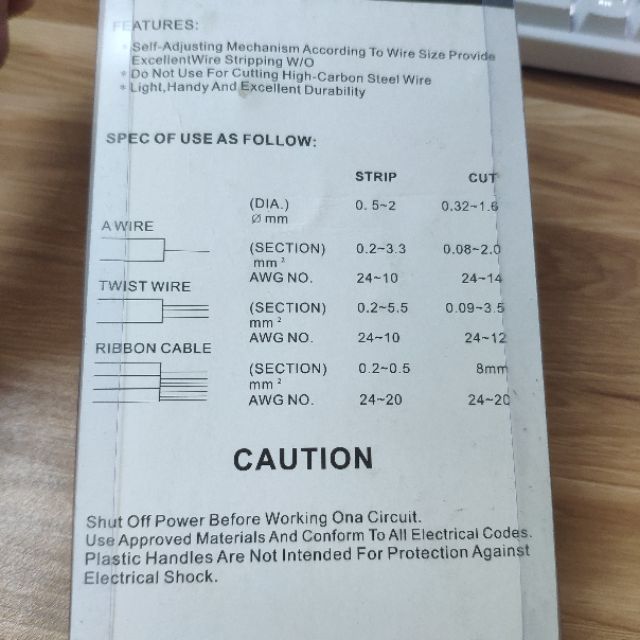 FEATURES:
* Self-Adjusting Mechanism According To Wire Size Provide
ExcellentWire Stripping W/O
* Do Not Use For Cutting High-Carbon Steel Wire
* Light,Handy And Excellent Durability
SPEC OF USE AS FOLLOW:
STRIP CUT
(DIA.) 0.5~2 0.32~1.6
Ø mm
A WIRE
(SECTION) 0.2~3.3 0.08~2.0
mm²
AWG NO. 24~10 24~14
TWIST WIRE
(SECTION) 0.2~5.5 0.09~3.5
mm²
AWG NO. 24~10 24~12
RIBBON CABLE
(SECTION) 0.2~0.5 8mm
mm²
AWG NO. 24~20 24~20
CAUTION
Shut Off Power Before Working Ona Circuit.
Use Approved Materials And Conform To All Electrical Codes.
Plastic Handles Are Not Intended For Protection Against
Electrical Shock.